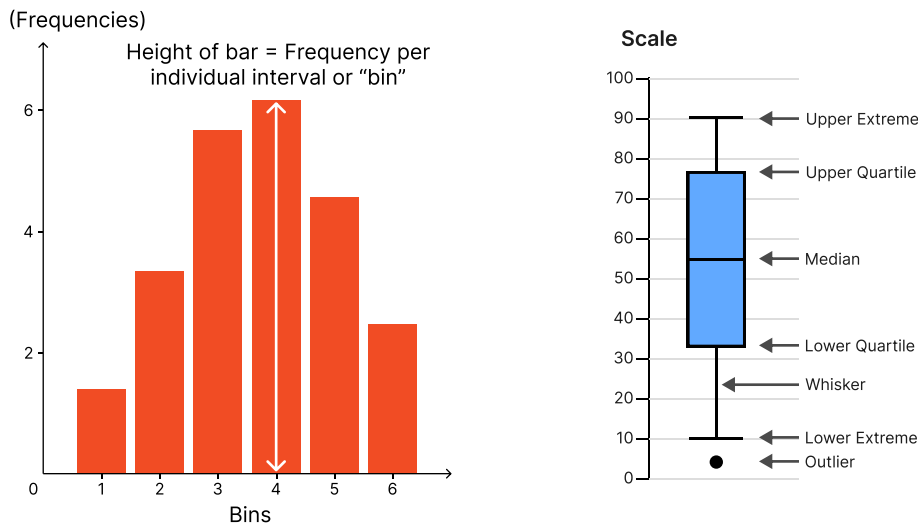 (Frequencies)
Height of bar = Frequency per
individual interval or “bin”
6
4
2
0
1
2
3
4
5
6
Bins
Scale
100
90
80
70
60
50
40
30
20
10
0
Upper Extreme
Upper Quartile
Median
Lower Quartile
Whisker
Lower Extreme
Outlier